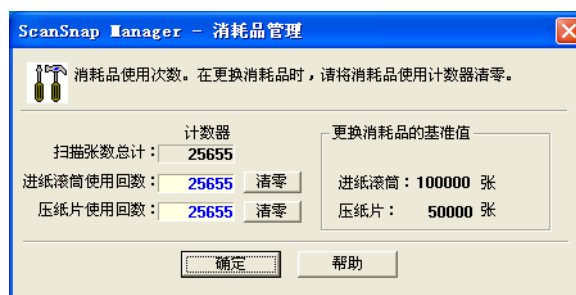 ScanSnap Manager - 消耗品管理
消耗品使用次数。在更换消耗品时，请将消耗品使用计数器清零。
计数器
扫描张数总计： 25655
进纸滚筒使用回数： 25655 清零
压纸片使用回数： 25655 清零
更换消耗品的基准值
进纸滚筒：100000 张
压纸片： 50000 张
确定 帮助